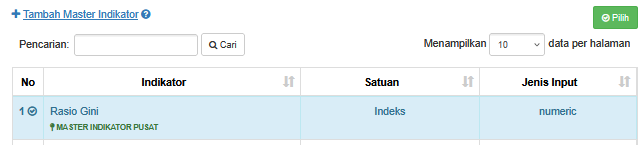 Tambah Master Indikator
Pilih
Pencarian: Cari Menampilkan 10 data per halaman
No Indikator Satuan Jenis Input
1 Rasio Gini Indeks numeric
MASTER INDIKATOR PUSAT